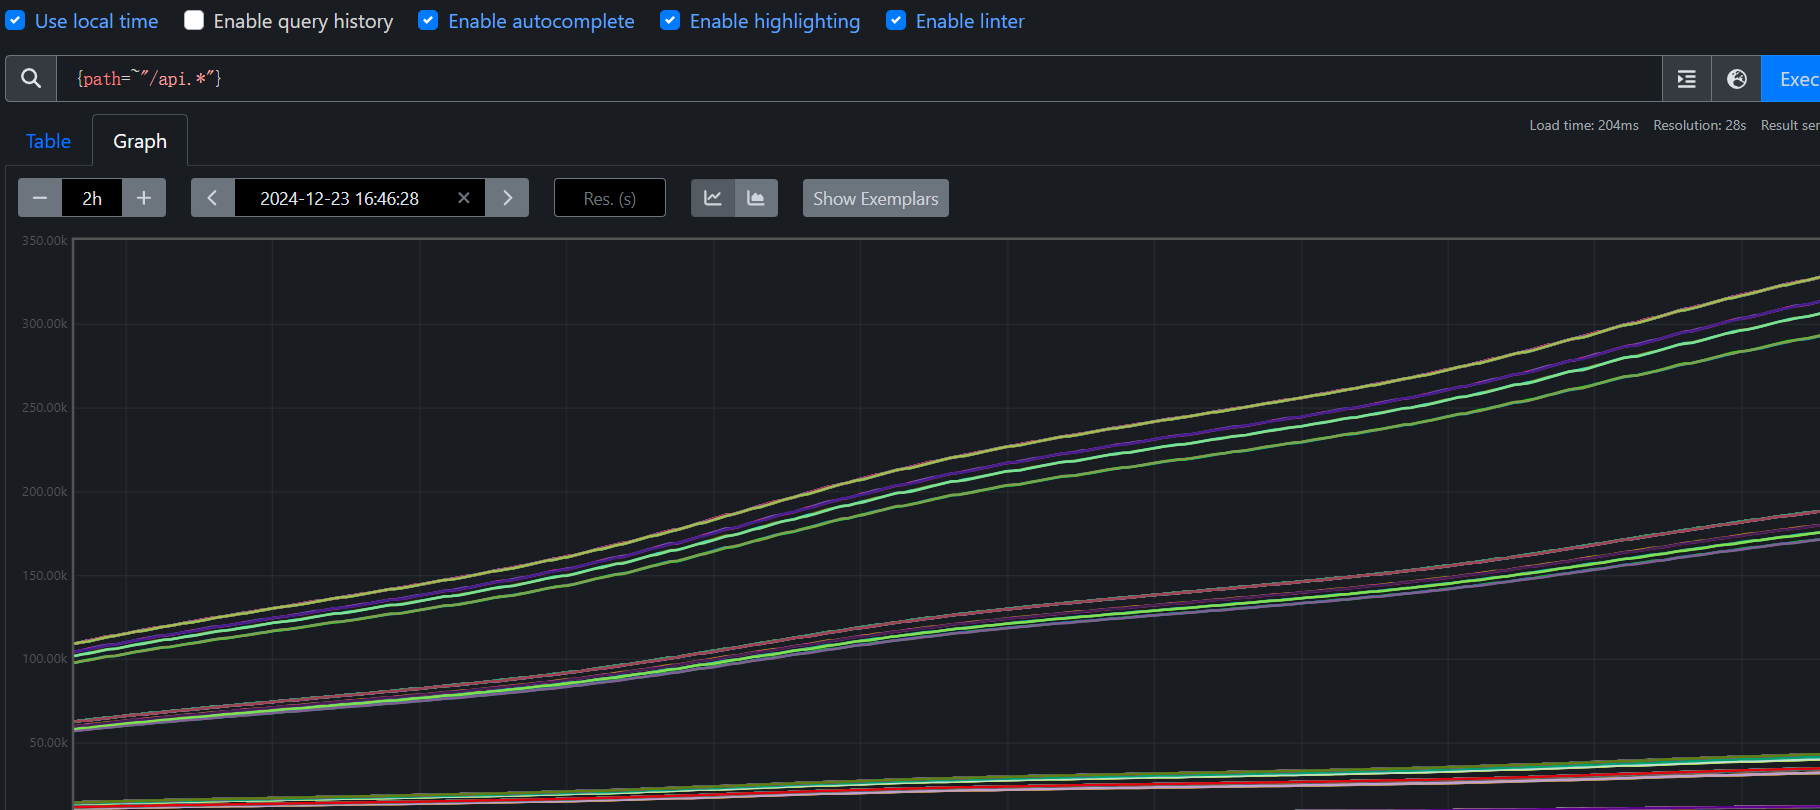 Use local time Enable query history Enable autocomplete Enable highlighting Enable linter
{path=~"/api.*"}
Exec
Load time: 204ms Resolution: 28s Result ser
Table Graph
2h 2024-12-23 16:46:28 Res. (s) Show Exemplars
350.00k
300.00k
250.00k
200.00k
150.00k
100.00k
50.00k